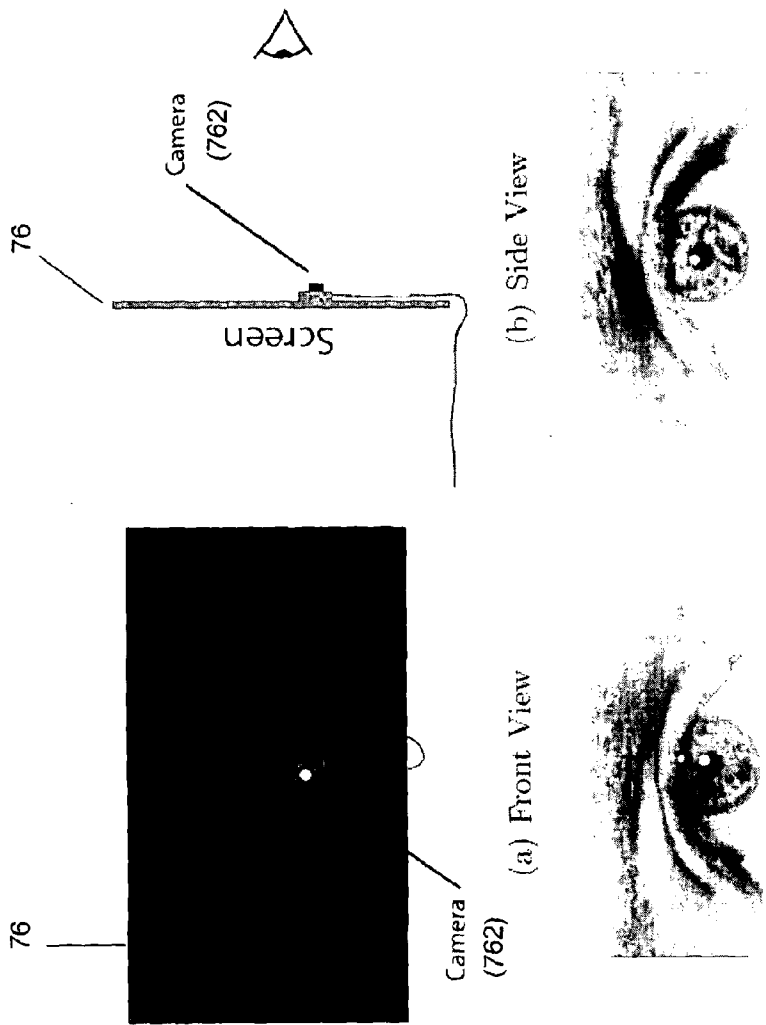 76
Camera
(762)
(a) Front View
76
Camera
(762)
Screen
(b) Side View